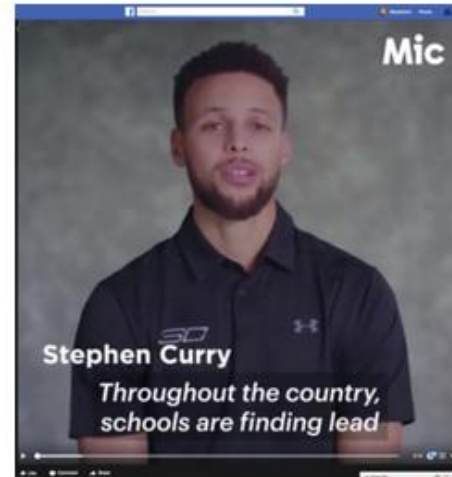 Mic
Stephen Curry
Throughout the country,
schools are finding lead